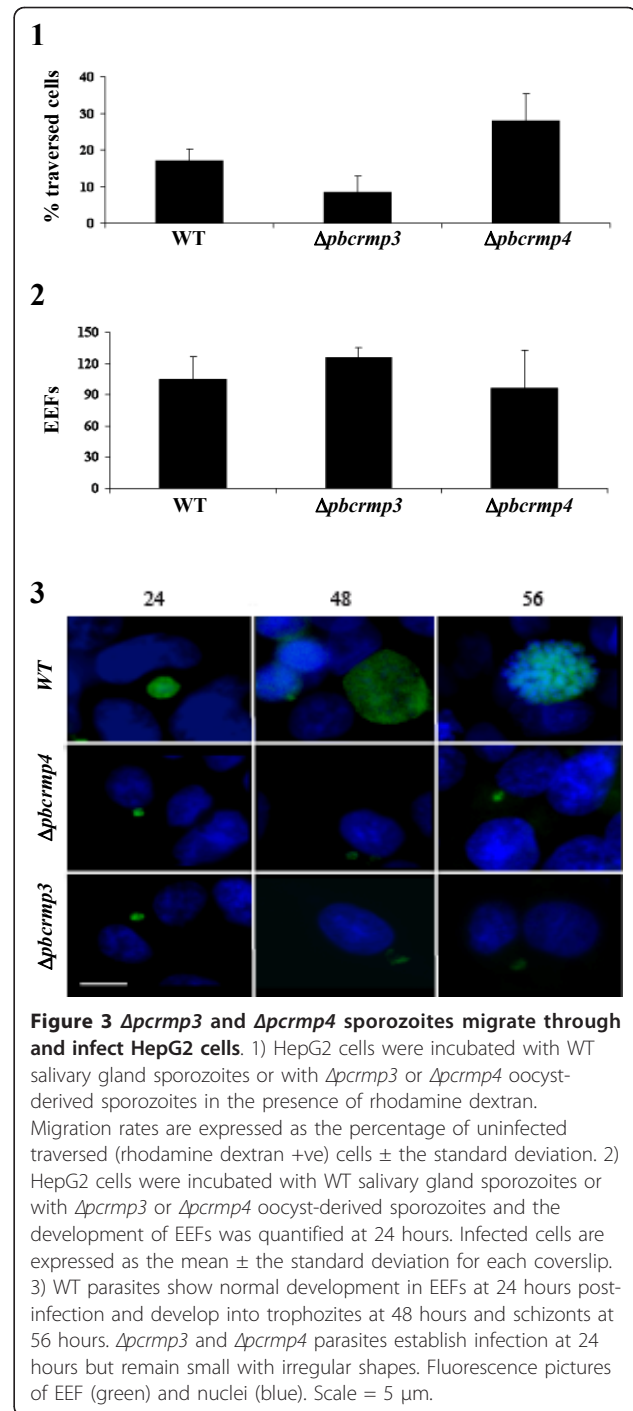 1
40
30
20
10
0
% traversed cells
WT Δpbcrmp3 Δpbcrmp4
2
150
120
90
60
30
0
EEFs
WT Δpbcrmp3 Δpbcrmp4
3
24 48 56
WT
Δpbcrmp4
Δpbcrmp3
Figure 3 Δpcrmp3 and Δpcrmp4 sporozoites migrate through
and infect HepG2 cells. 1) HepG2 cells were incubated with WT
salivary gland sporozoites or with Δpcrmp3 or Δpcrmp4 oocyst-
derived sporozoites in the presence of rhodamine dextran.
Migration rates are expressed as the percentage of uninfected
traversed (rhodamine dextran +ve) cells ± the standard deviation. 2)
HepG2 cells were incubated with WT salivary gland sporozoites or
with Δpcrmp3 or Δpcrmp4 oocyst-derived sporozoites and the
development of EEFs was quantified at 24 hours. Infected cells are
expressed as the mean ± the standard deviation for each coverslip.
3) WT parasites show normal development in EEFs at 24 hours post-
infection and develop into trophozites at 48 hours and schizonts at
56 hours. Δpcrmp3 and Δpcrmp4 parasites establish infection at 24
hours but remain small with irregular shapes. Fluorescence pictures
of EEF (green) and nuclei (blue). Scale = 5 μm.